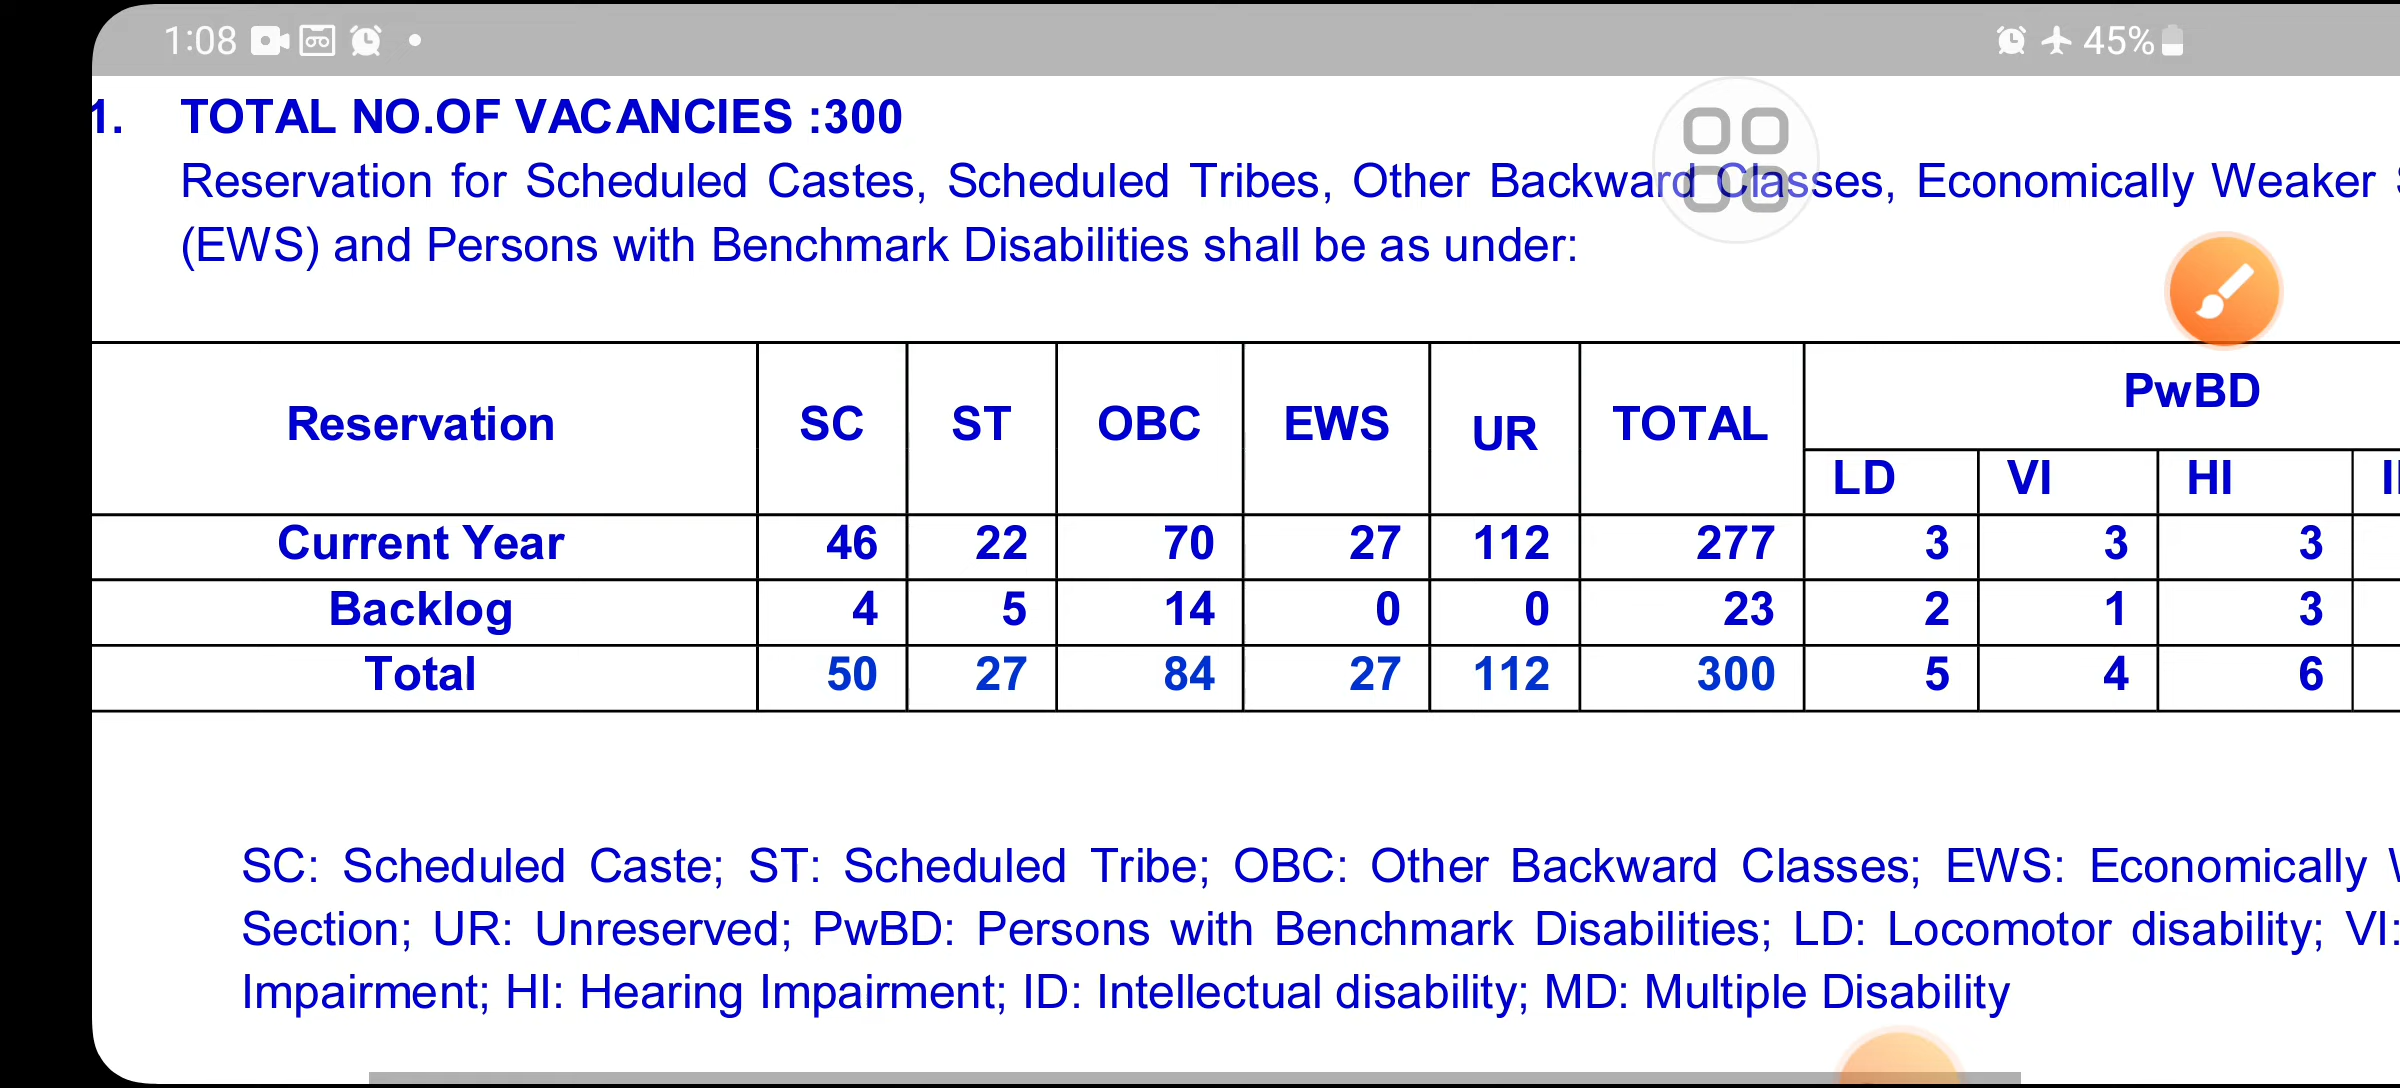 1:08 45%
1. TOTAL NO.OF VACANCIES :300
Reservation for Scheduled Castes, Scheduled Tribes, Other Backward Classes, Economically Weaker
(EWS) and Persons with Benchmark Disabilities shall be as under:
Reservation SC ST OBC EWS UR TOTAL PwBD
LD VI HI
Current Year 46 22 70 27 112 277 3 3 3
Backlog 4 5 14 0 0 23 2 1 3
Total 50 27 84 27 112 300 5 4 6
SC: Scheduled Caste; ST: Scheduled Tribe; OBC: Other Backward Classes; EWS: Economically
Section; UR: Unreserved; PwBD: Persons with Benchmark Disabilities; LD: Locomotor disability; VI:
Impairment; HI: Hearing Impairment; ID: Intellectual disability; MD: Multiple Disability